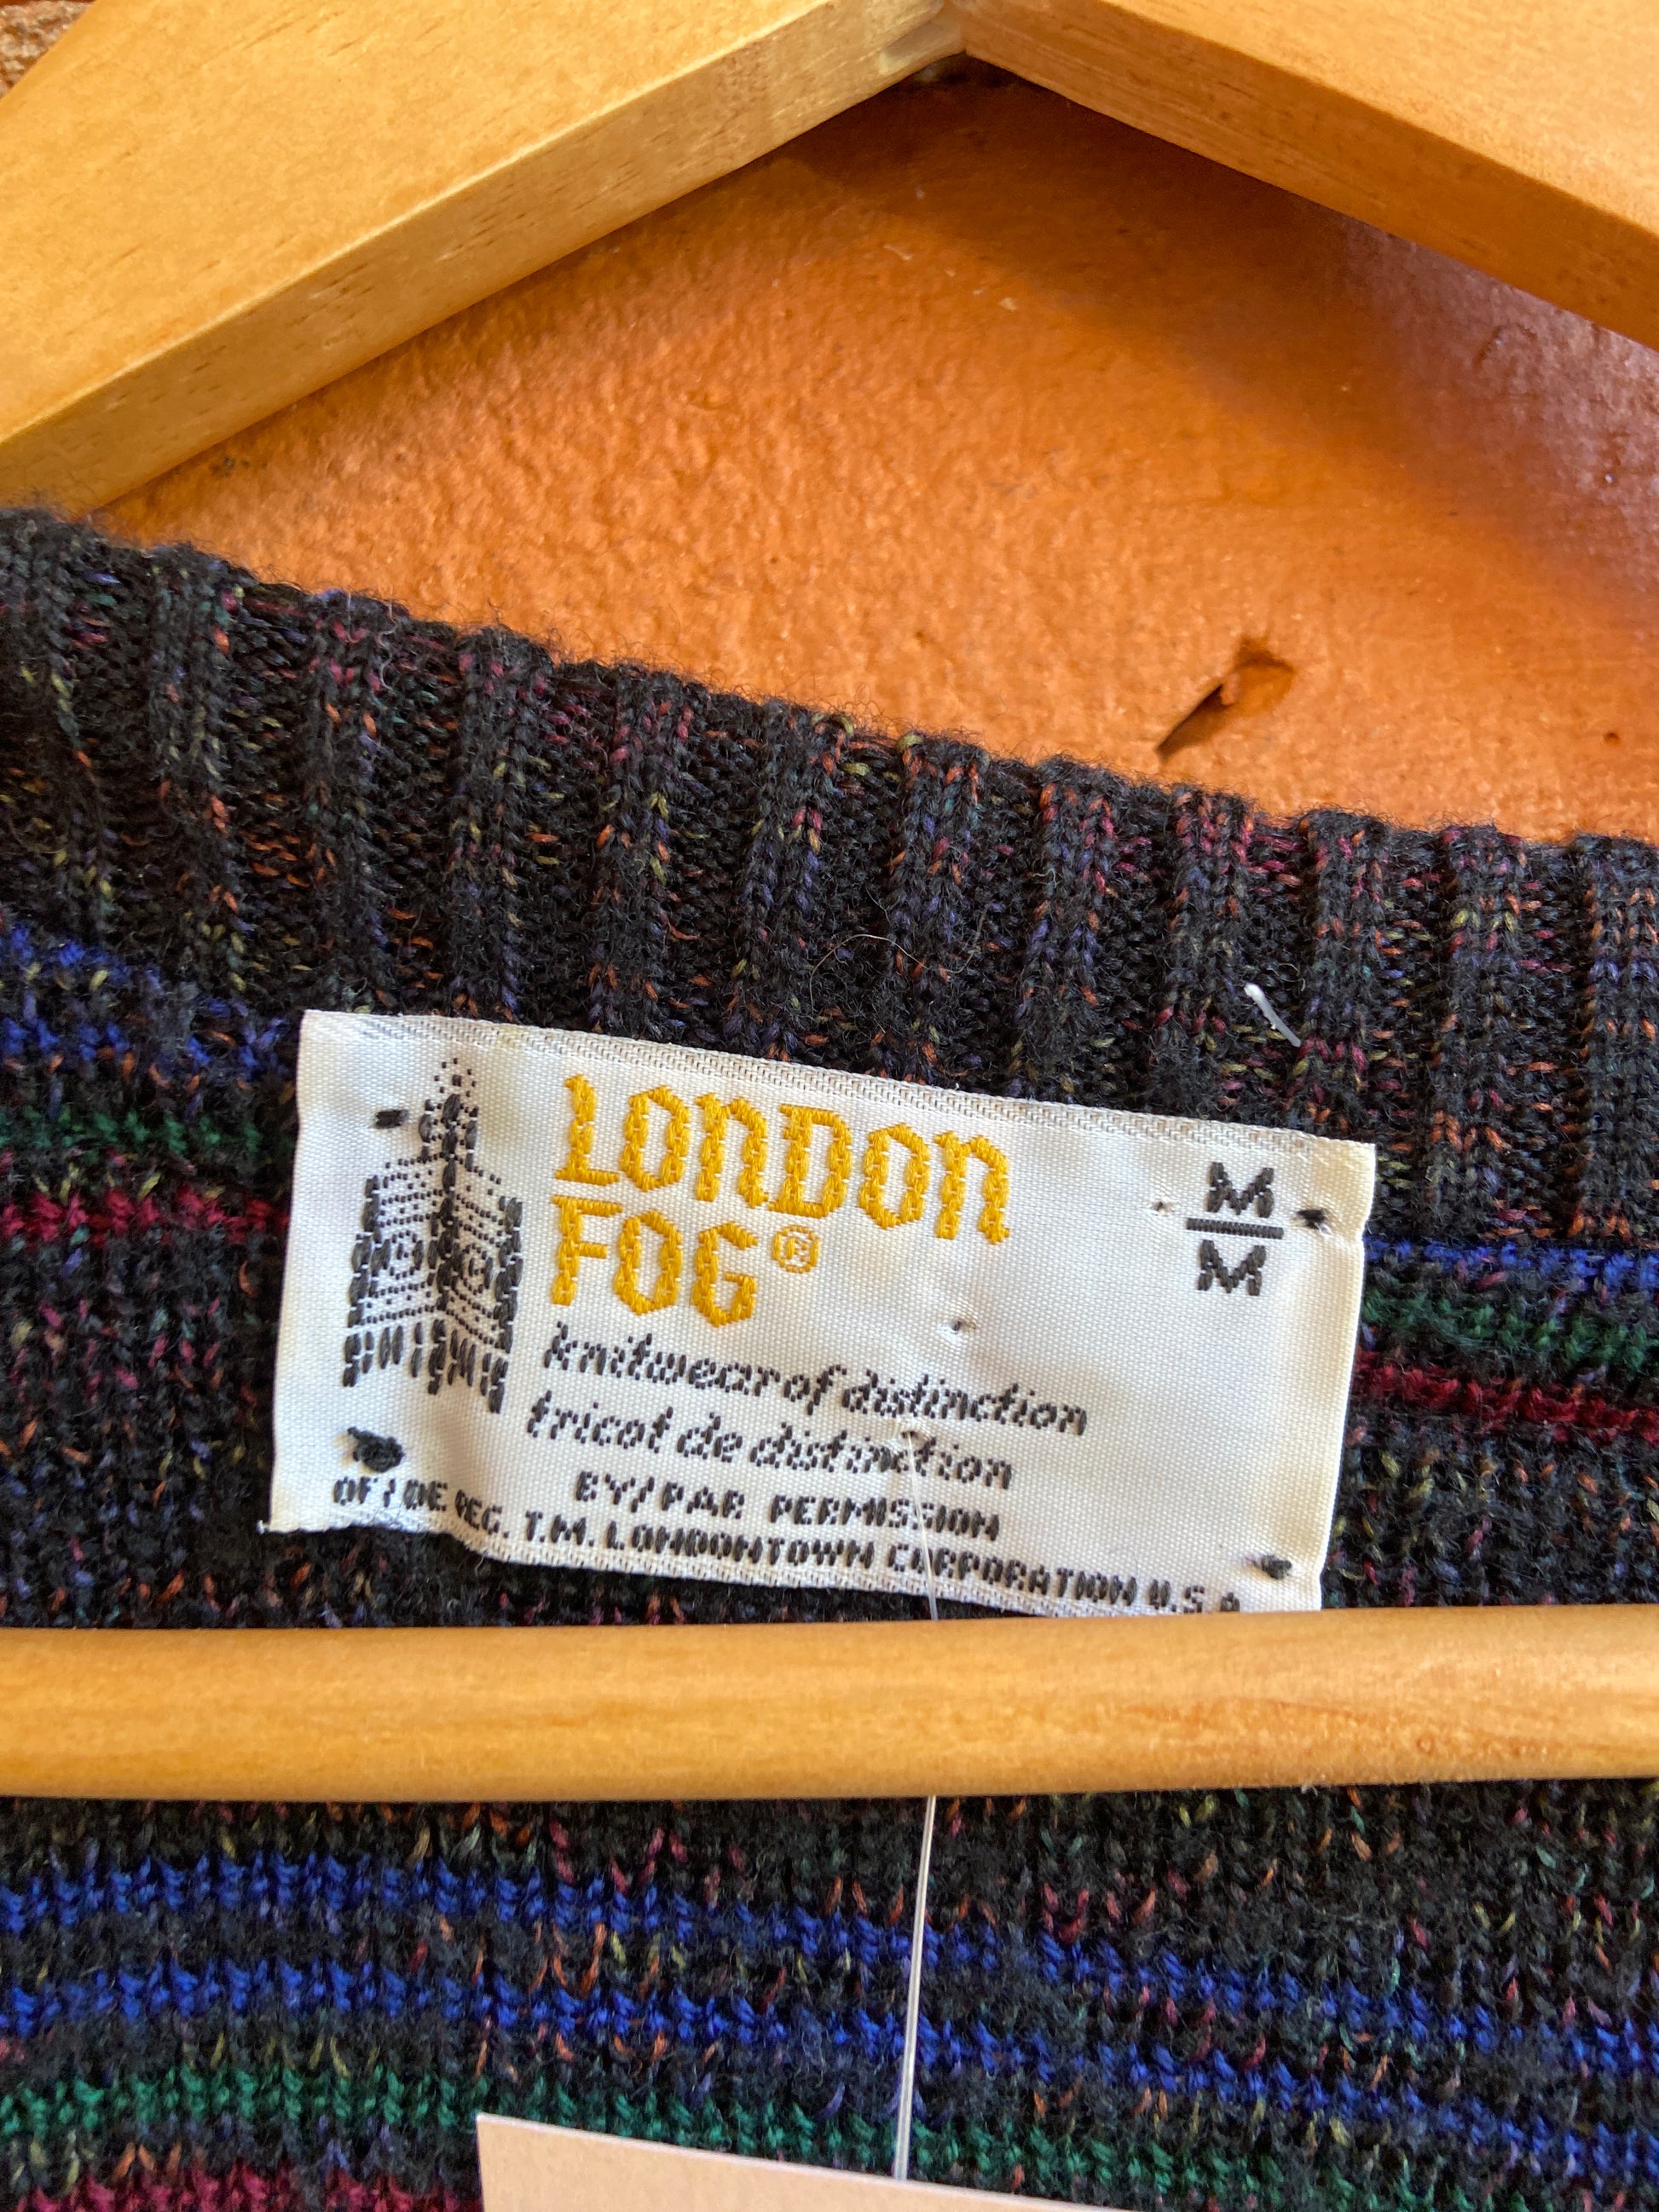 LONDON
FOG®
M
M
knitwear of distinction
tricot de distinction
BY/PAR PERMISSION
OF/DE REG. T.M. LONDONTOWN CORPORATION U.S.A